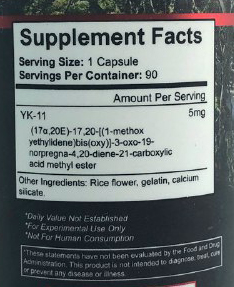 Supplement Facts
Serving Size: 1 Capsule
Servings Per Container: 90
Amount Per Serving
YK-11 5mg
(17α,20E)-17,20-[(1-methox
yethylidene)bis(oxy)]-3-oxo-19-
norpregna-4,20-diene-21-carboxylic
acid methyl ester
Other Ingredients: Rice flower, gelatin, calcium
silicate.
*Daily Value Not Established
*For Experimental Use Only
*Not For Human Consumption
*These statements have not been evaluated by the Food and Drug
Administration. This product is not intended to diagnose, treat, cure
or prevent any disease or illness.